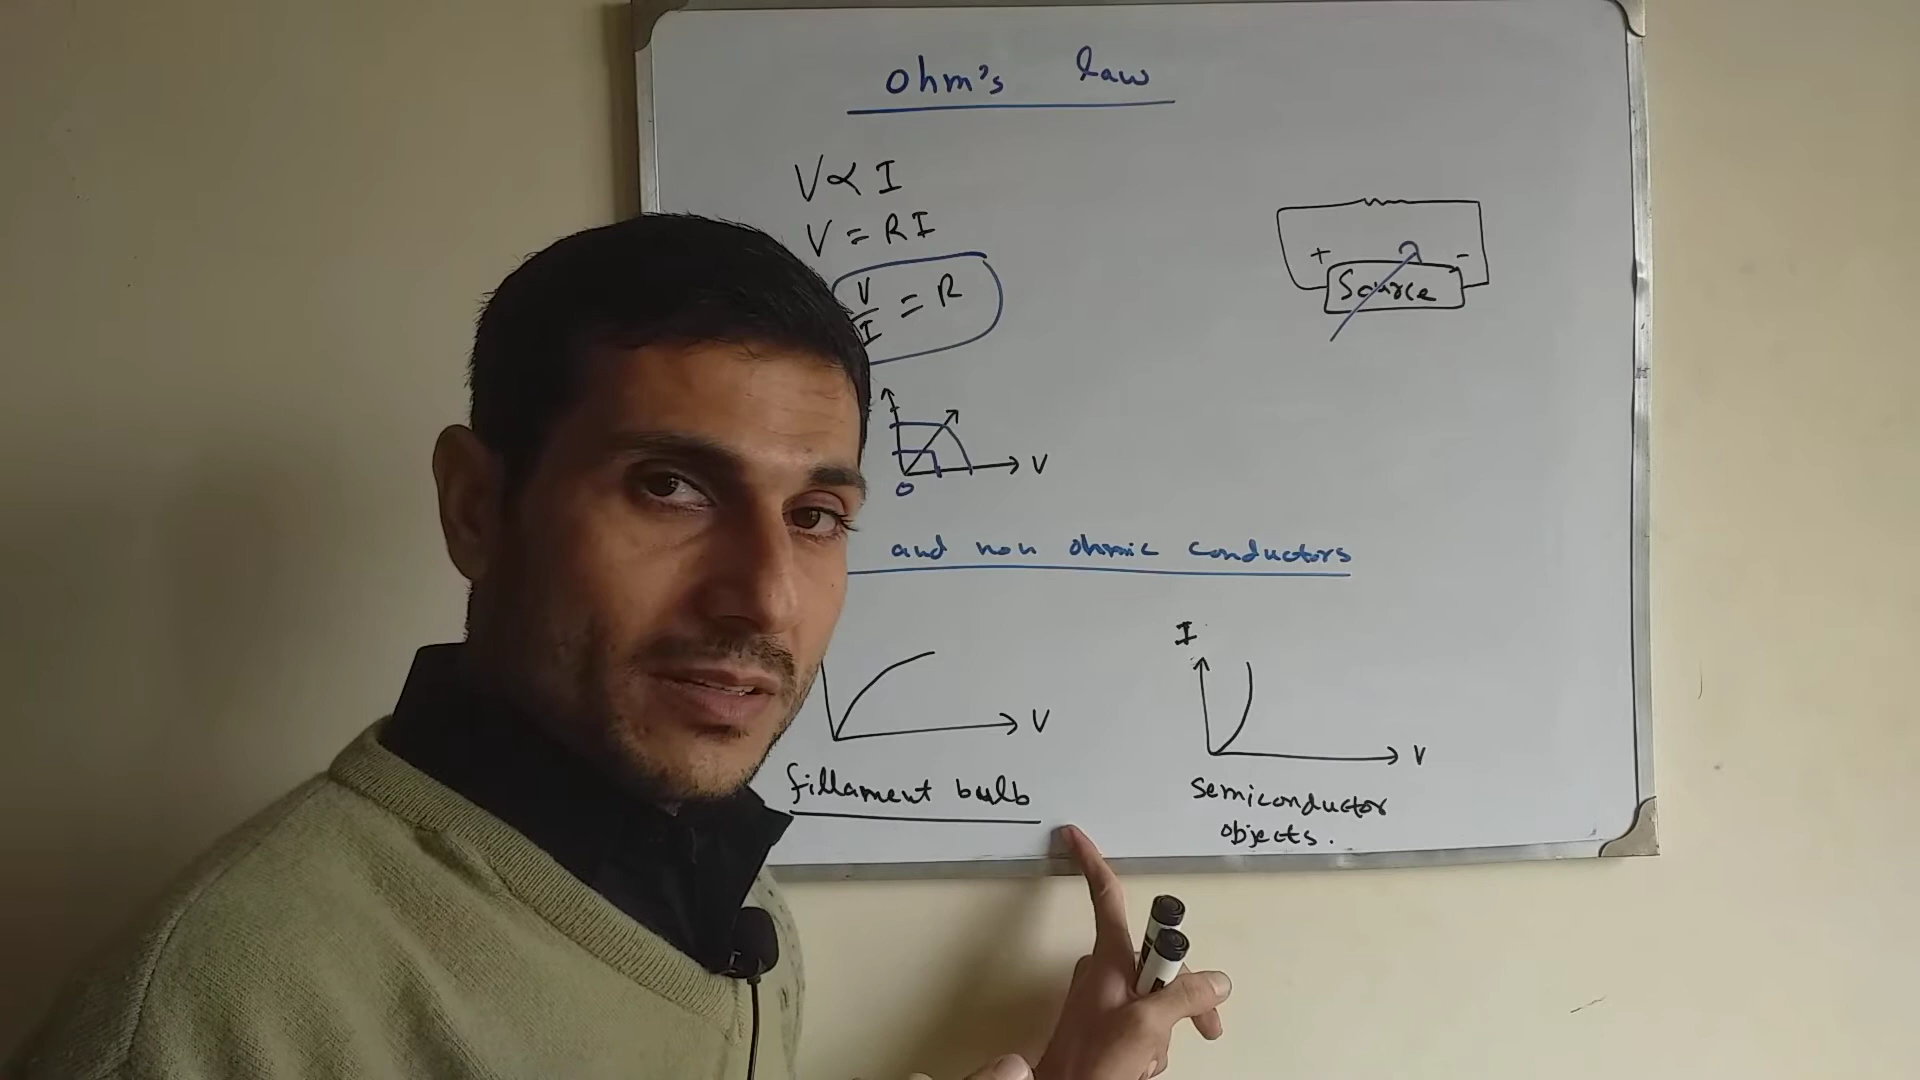 ohm's law
V∝I
V=RI
V/I = R
V
0
and non ohmic conductors
I
V
V
fillament bulb
Semiconductor
objects.
+ -
Source